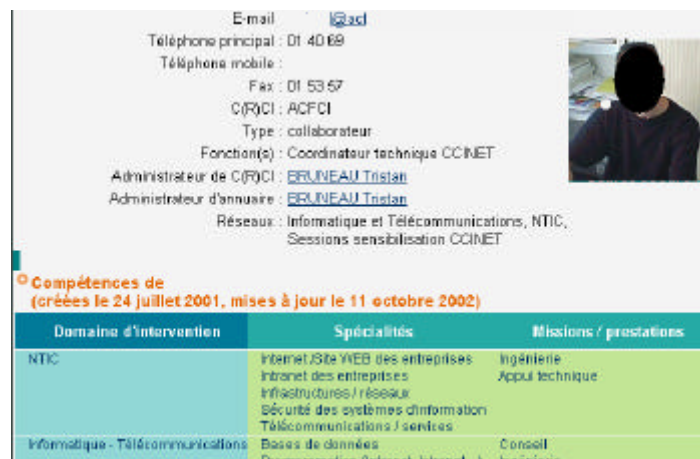 E-mail @acf
Téléphone principal : 01 40 69
Téléphone mobile :
Fax : 01 53 57
C(R)CI : ACFCI
Type : collaborateur
Fonction(s) : Coordinateur technique CCINET
Administrateur de C(R)CI : BRUNEAU Tristan
Administrateur d'annuaire : BRUNEAU Tristan
Réseaux : Informatique et Télécommunications, NTIC,
Sessions sensibilisation CCINET
Compétences de
(créées le 24 juillet 2001, mises à jour le 11 octobre 2002)
Domaine d'intervention Spécialités Missions / prestations
NTIC Internet /Site WEB des entreprises Ingénierie
Intranet des entreprises Appui technique
Infrastructures / réseaux
Sécurité des systèmes d'information
Télécommunications / services
Informatique - Télécommunications Bases de données Conseil